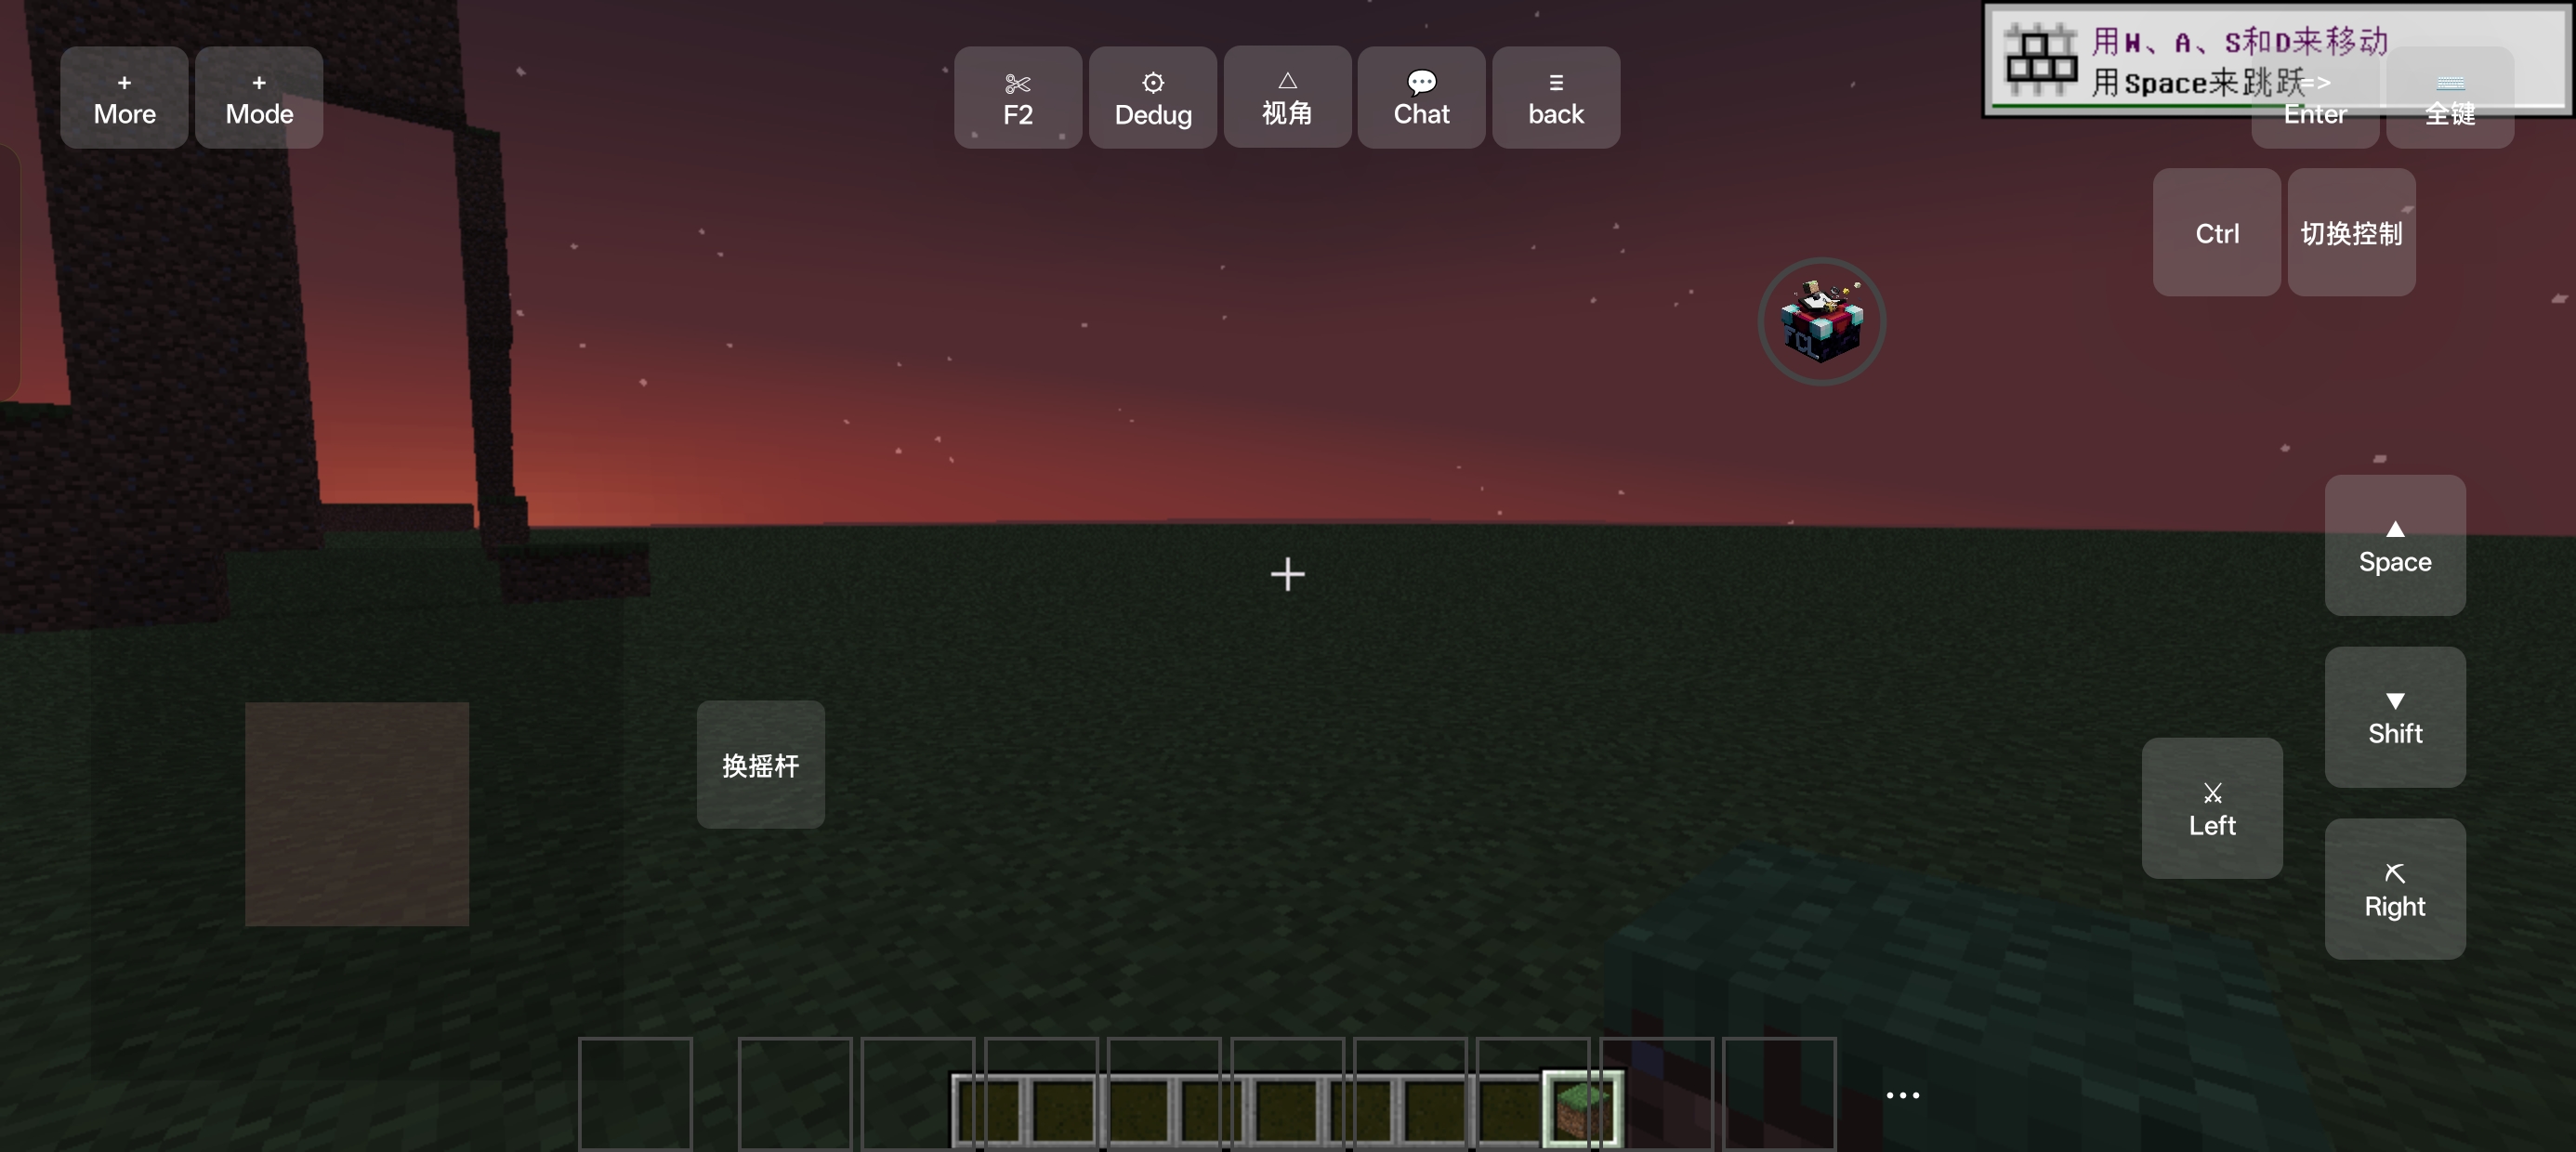 +
More
+
Mode
F2
Dedug
视角
Chat
back
用W、A、S和D来移动
用Space来跳跃
=>
Enter
全键
Ctrl
切换控制
FCL
Space
Shift
换摇杆
Left
Right
...